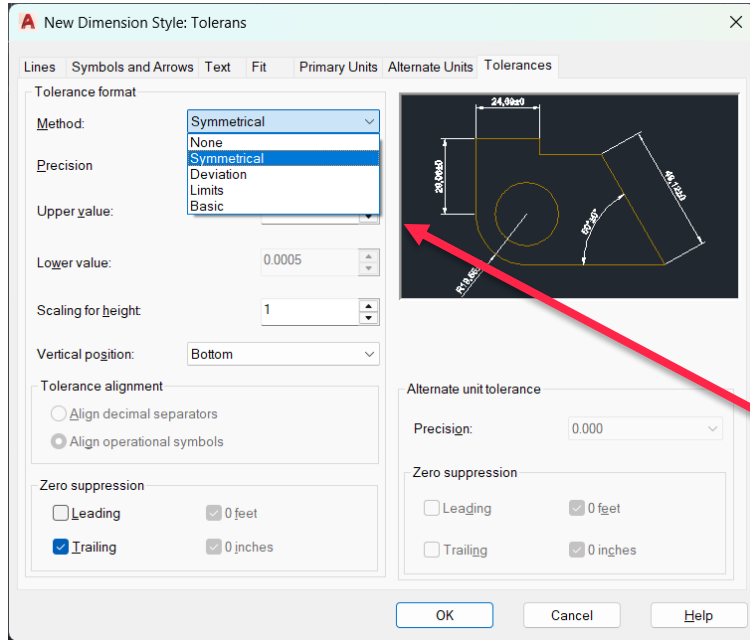 New Dimension Style: Tolerans
Lines Symbols and Arrows Text Fit Primary Units Alternate Units Tolerances
Tolerance format
Method: Symmetrical
None
Symmetrical
Deviation
Limits
Basic
Precision
Upper value:
Lower value: 0.0005
Scaling for height: 1
Vertical position: Bottom
Tolerance alignment
Align decimal separators
Align operational symbols
Zero suppression
Leading 0 feet
Trailing 0 inches
24,09±0
60°±0°
Alternate unit tolerance
Precision: 0.000
Zero suppression
Leading 0 feet
Trailing 0 inches
OK Cancel Help